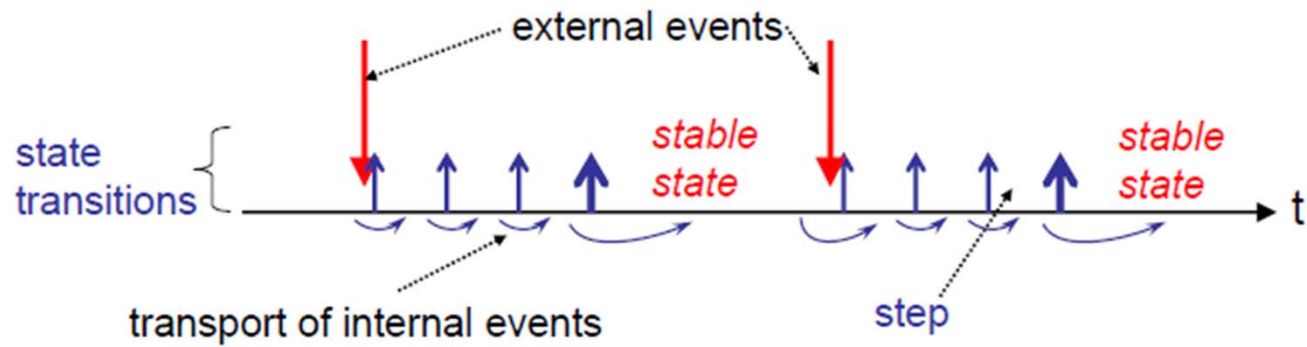 external events
state
transitions
stable
state
stable
state
t
transport of internal events
step